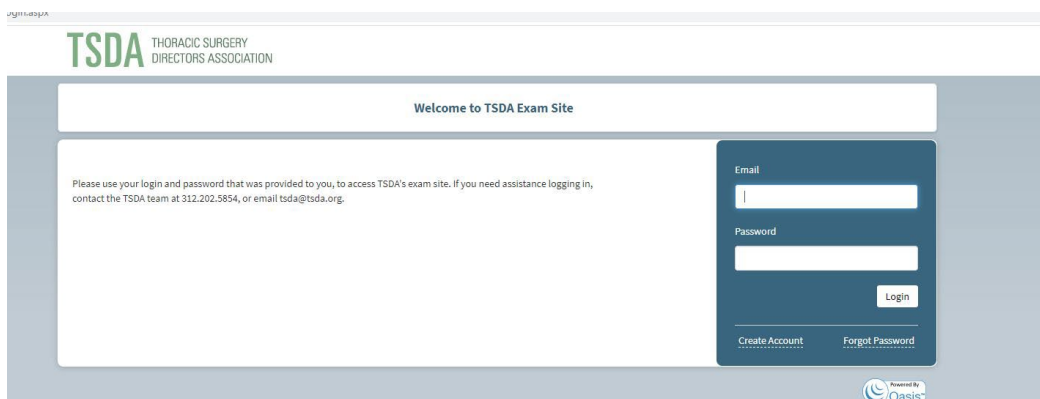 ogin.aspx
TSDA
THORACIC SURGERY
DIRECTORS ASSOCIATION
Welcome to TSDA Exam Site
Please use your login and password that was provided to you, to access TSDA's exam site. If you need assistance logging in,
contact the TSDA team at 312.202.5854, or email tsda@tsda.org.
Email
Password
Login
Create Account Forgot Password
Powered By
Oasis